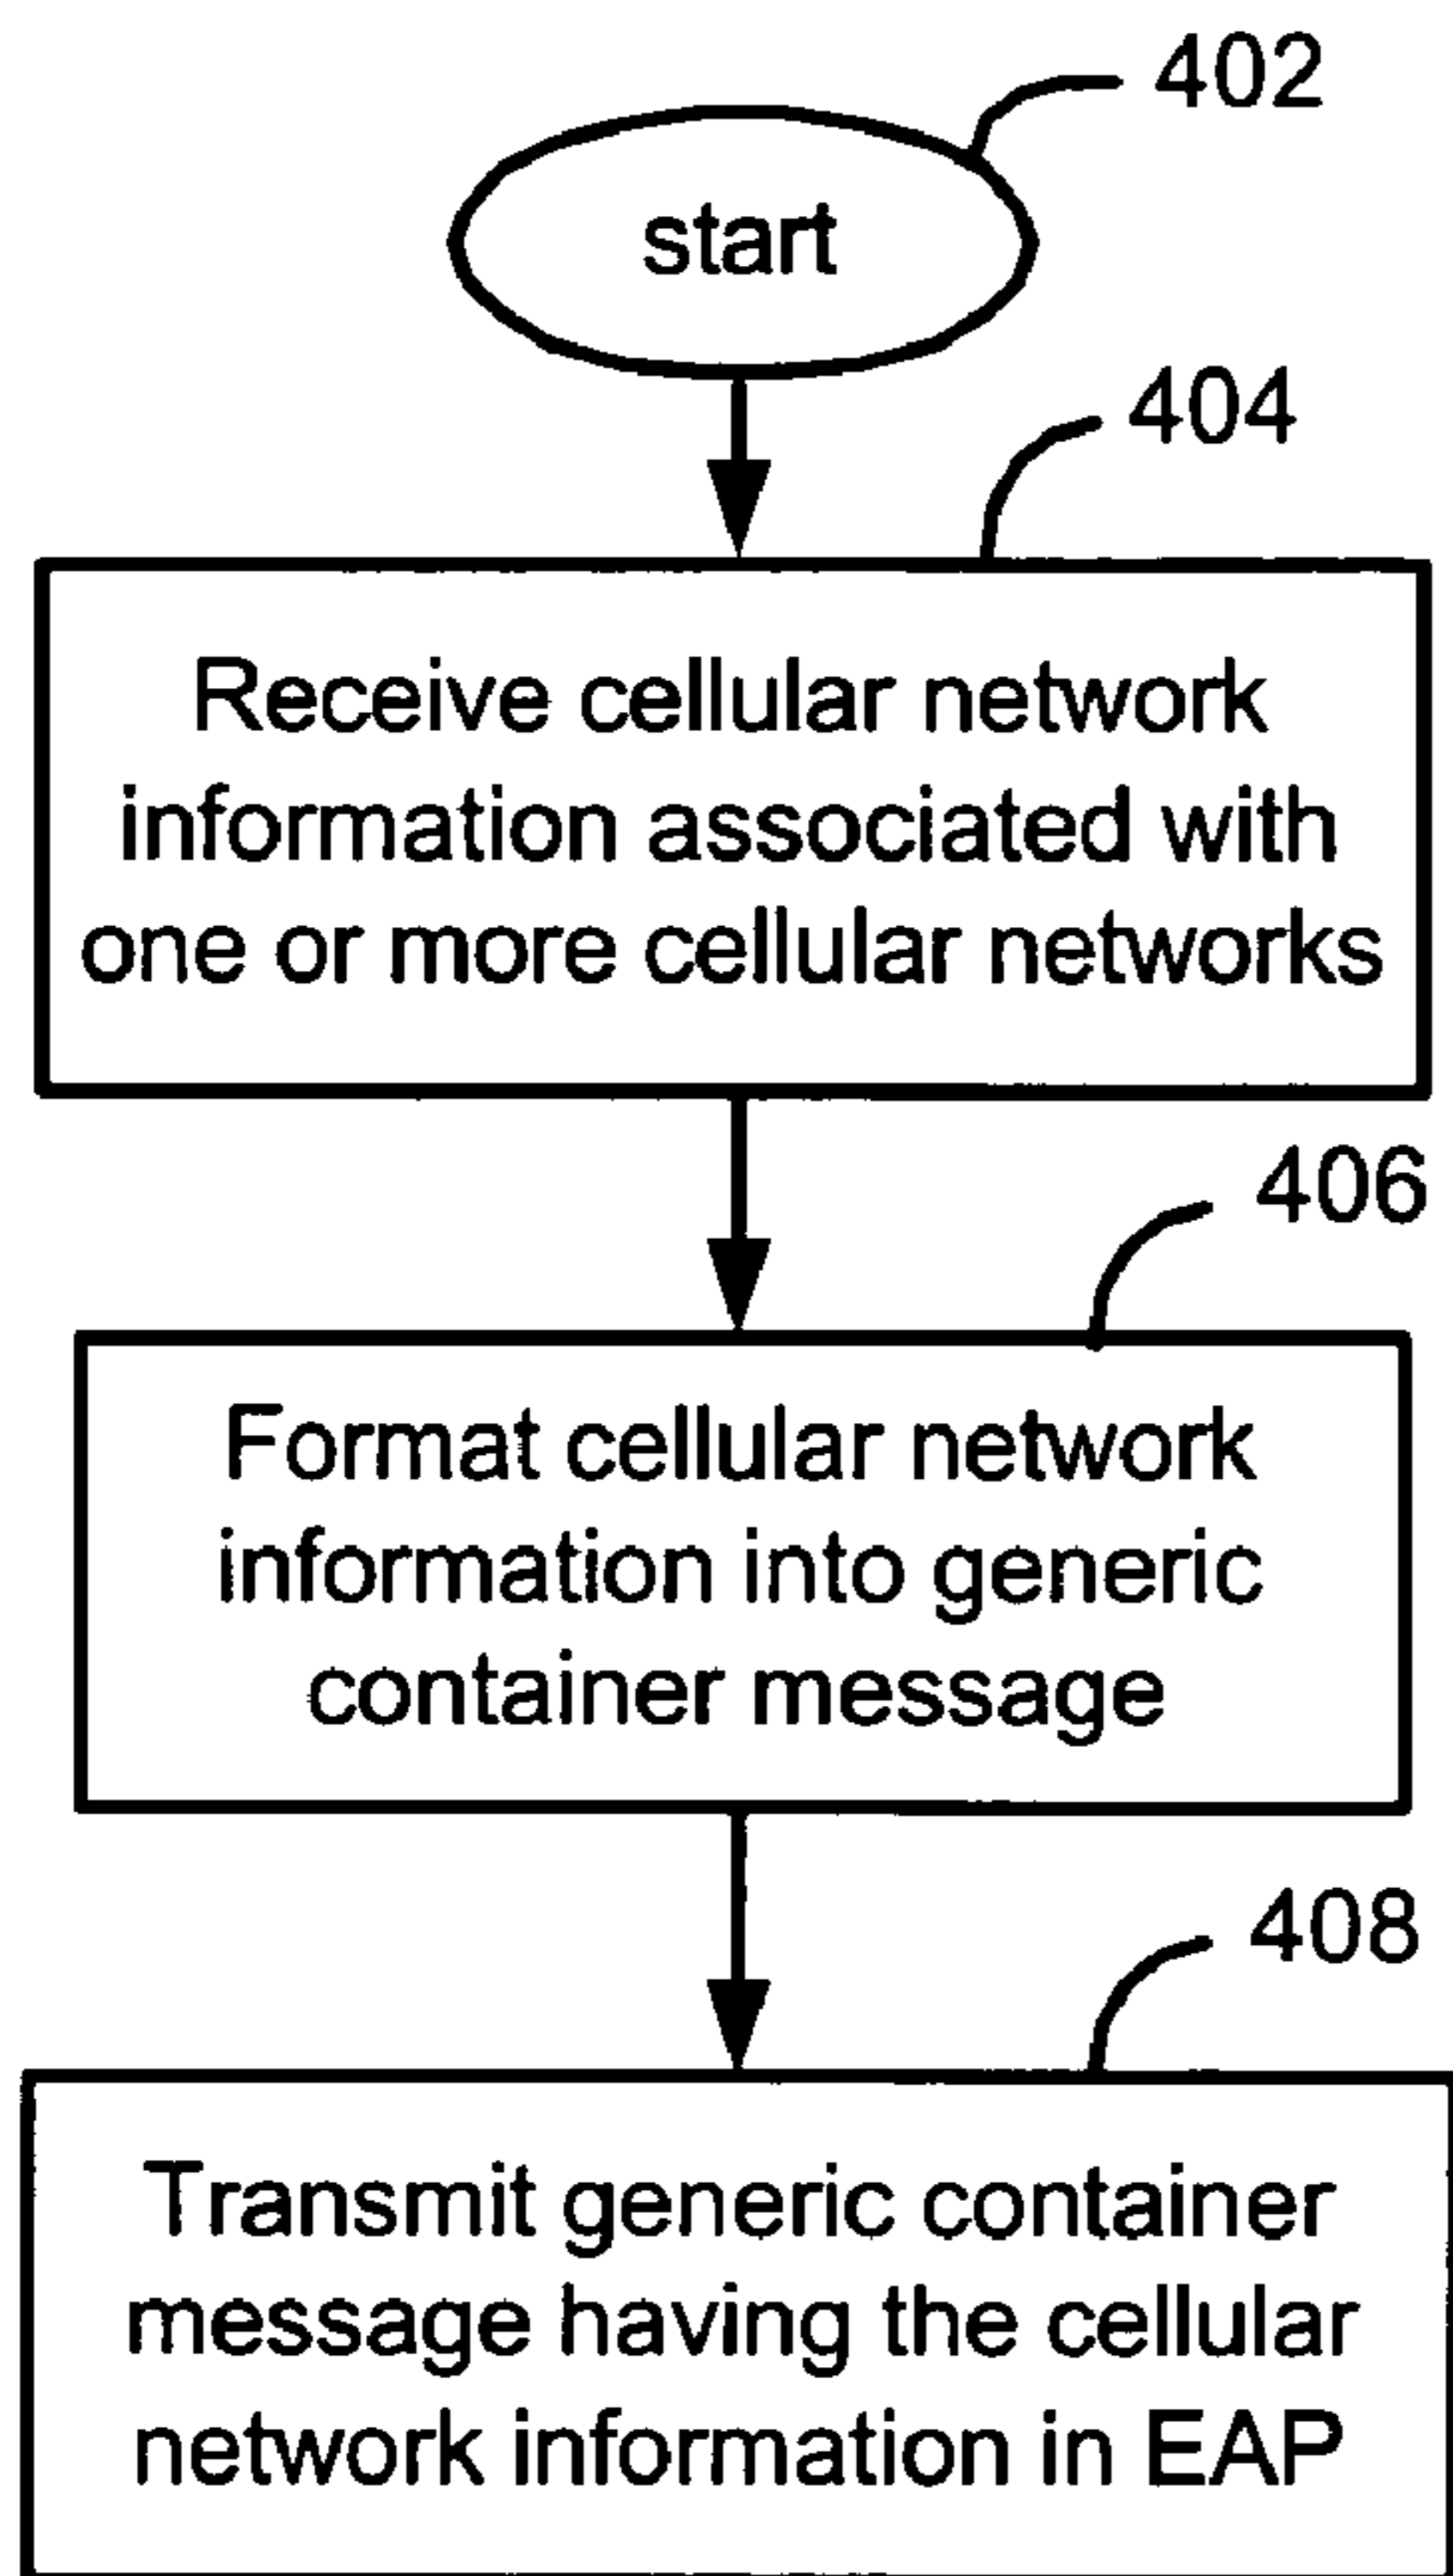 402
start
404
Receive cellular network
information associated with
one or more cellular networks
406
Format cellular network
information into generic
container message
408
Transmit generic container
message having the cellular
network information in EAP